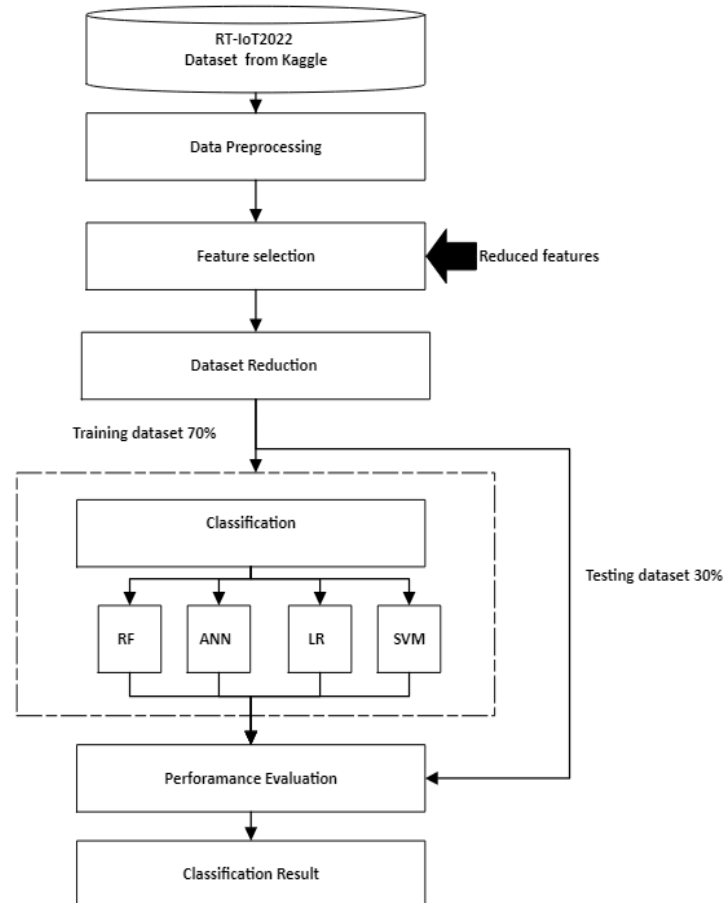 RT-IoT2022
Dataset from Kaggle
Data Preprocessing
Feature selection
Reduced features
Dataset Reduction
Training dataset 70%
Classification
Testing dataset 30%
RF
ANN
LR
SVM
Perforamance Evaluation
Classification Result